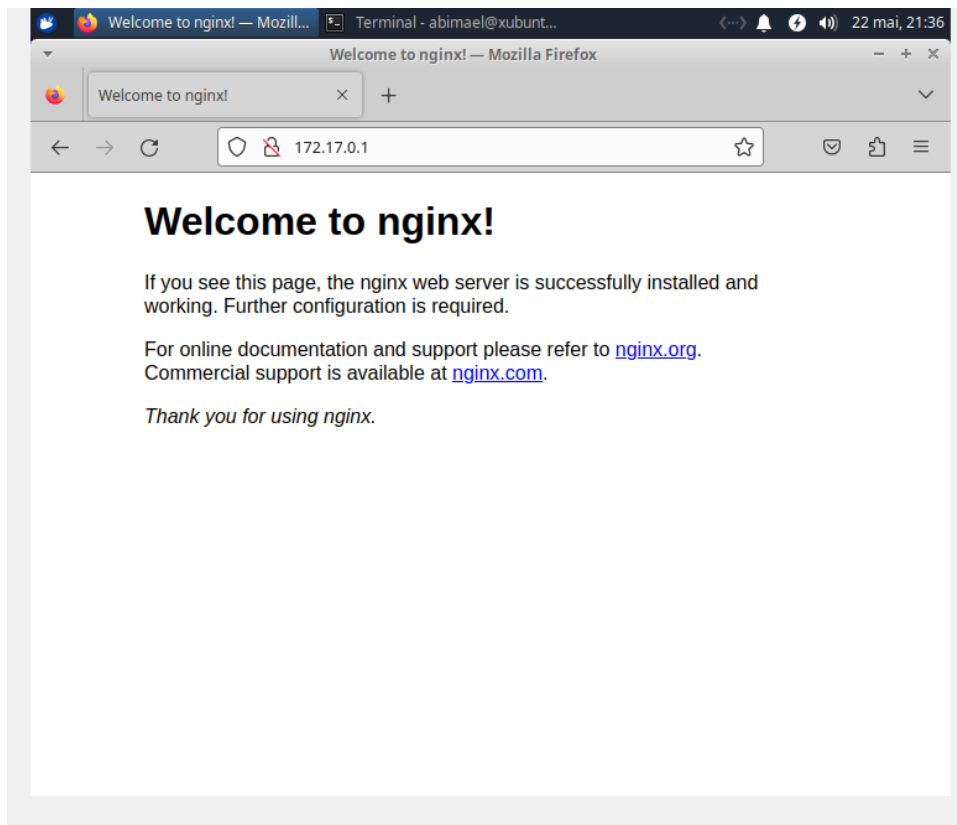 Welcome to nginx! — Mozill... Terminal - abimael@xubunt... 22 mai, 21:36
Welcome to nginx! — Mozilla Firefox
Welcome to nginx!
172.17.0.1
Welcome to nginx!
If you see this page, the nginx web server is successfully installed and
working. Further configuration is required.
For online documentation and support please refer to nginx.org.
Commercial support is available at nginx.com.
Thank you for using nginx.